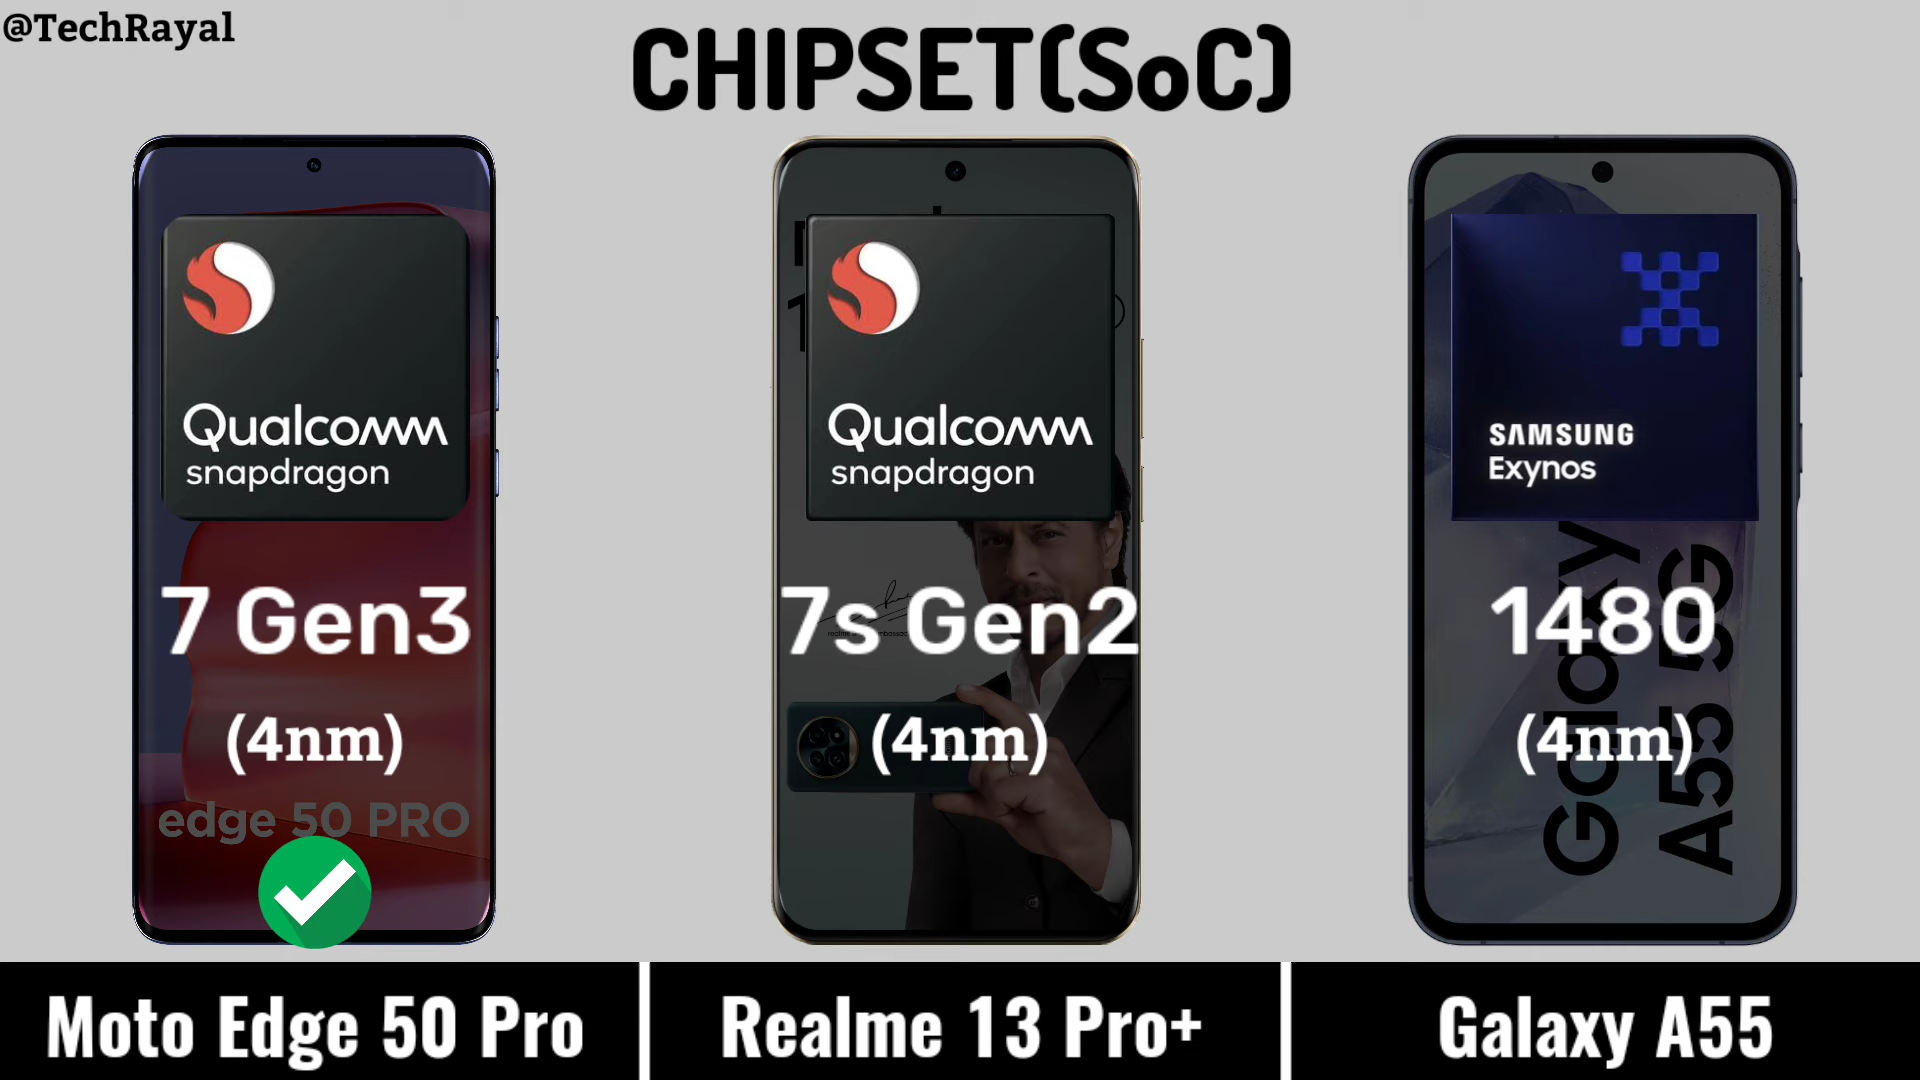 @TechRayal
CHIPSET(SoC)
Qualcomm
snapdragon
7 Gen3
(4nm)
edge 50 PRO
Moto Edge 50 Pro
Qualcomm
snapdragon
7s Gen2
(4nm)
Realme 13 Pro+
SAMSUNG
Exynos
1480
(4nm)
Galaxy
A55 5G
Galaxy A55